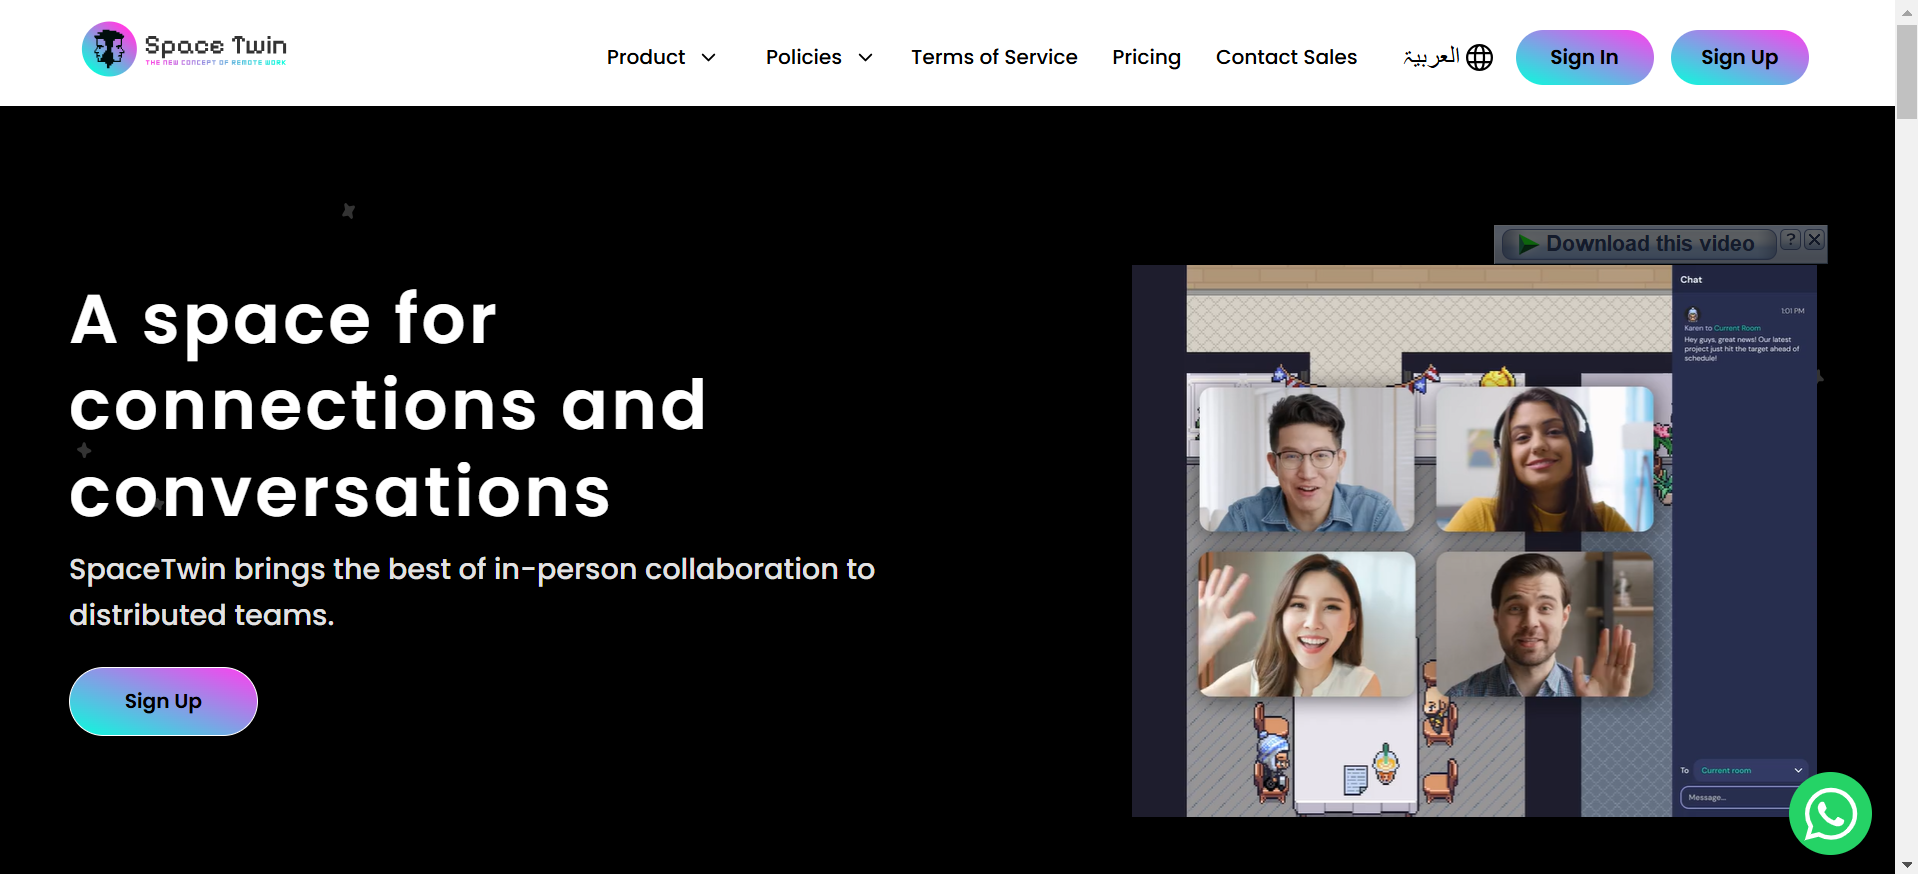 Space Twin
THE NEW CONCEPT OF REMOTE WORK
Product
Policies
Terms of Service
Pricing
Contact Sales
العربية
Sign In
Sign Up
Download this video
?
A space for
connections and
conversations
SpaceTwin brings the best of in-person collaboration to
distributed teams.
Sign Up
Chat
1:01 PM
Karen to Current Room
Hey guys, great news! Our latest
project just hit the target ahead of
schedule!
To
Current room
Message...